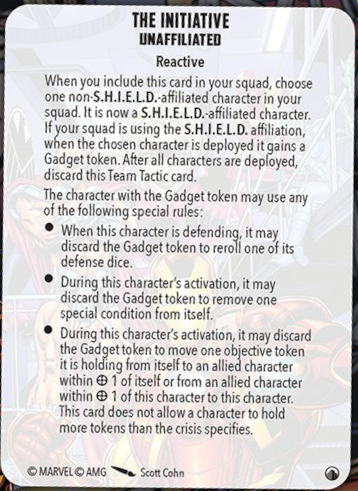 THE INITIATIVE
UNAFFILIATED
Reactive
When you include this card in your squad, choose
one non-S.H.I.E.L.D.-affiliated character in your
squad. It is now a S.H.I.E.L.D.-affiliated character.
If your squad is using the S.H.I.E.L.D. affiliation,
when the chosen character is deployed it gains a
Gadget token. After all characters are deployed,
discard this Team Tactic card.
The character with the Gadget token may use any
of the following special rules:
● When this character is defending, it may
discard the Gadget token to reroll one of its
defense dice.
● During this character's activation, it may
discard the Gadget token to remove one
special condition from itself.
● During this character's activation, it may discard
the Gadget token to move one objective token
it is holding from itself to an allied character
within ⊕ 1 of itself or from an allied character
within ⊕ 1 of this character to this character.
This card does not allow a character to hold
more tokens than the crisis specifies.
© MARVEL © AMG Scott Cohn